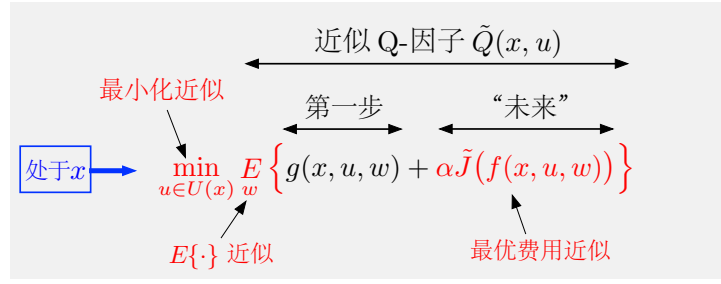 近似 Q-因子 Q̃(x, u)
最小化近似
第一步
“未来”
处于x
min E { g(x, u, w) + αJ̃(f(x, u, w)) }
u∈U(x) w
E{·} 近似
最优费用近似